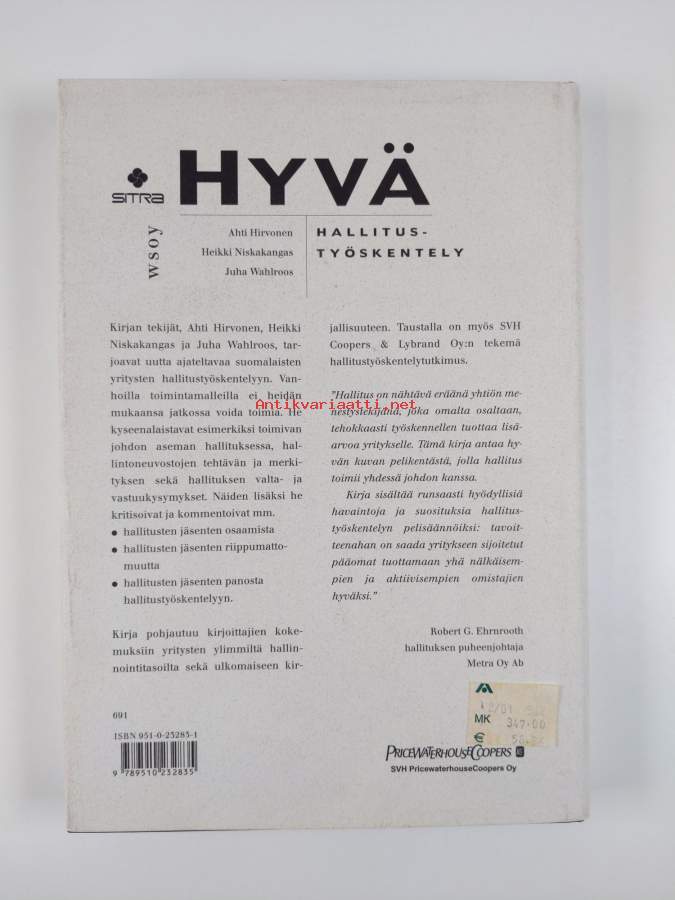 HYVÄ
SITRA
wsoy
Ahti Hirvonen
Heikki Niskakangas
Juha Wahlroos
HALLITUS-
TYÖSKENTELY
Kirjan tekijät, Ahti Hirvonen, Heikki
Niskakangas ja Juha Wahlroos, tar-
joavat uutta ajateltavaa suomalaisten
yritysten hallitustyöskentelyyn. Van-
hoilla toimintamalleilla ei heidän
mukaansa jatkossa voida toimia. He
kyseenalaistavat esimerkiksi toimivan
johdon aseman hallituksessa, hal-
lintoneuvostojen tehtävän ja merki-
tyksen sekä hallituksen valta- ja
vastuukysymykset. Näiden lisäksi he
kritisoivat ja kommentoivat mm.
● hallitusten jäsenten osaamista
● hallitusten jäsenten riippumatto-
muutta
● hallitusten jäsenten panosta
hallitustyöskentelyyn.
Kirja pohjautuu kirjoittajien koke-
muksiin yritysten ylimmiltä hallin-
nointitasoilta sekä ulkomaiseen kir-
jallisuuteen. Taustalla on myös SVH
Coopers & Lybrand Oy:n tekemä
hallitustyöskentelytutkimus.
"Hallitus on nähtävä eräänä yhtiön me-
nestystekijänä, joka omalta osaltaan,
tehokkaasti työskennellen tuottaa lisä-
arvoa yritykselle. Tämä kirja antaa hy-
vän kuvan pelikentästä, jolla hallitus
toimii yhdessä johdon kanssa.
Kirja sisältää runsaasti hyödyllisiä
havaintoja ja suosituksia hallitus-
työskentelyn pelisäännöiksi: tavoit-
teenahan on saada yritykseen sijoitetut
pääomat tuottamaan yhä nälkäisem-
pien ja aktiivisempien omistajien
hyväksi."
Robert G. Ehrnrooth
hallituksen puheenjohtaja
Metra Oy Ab
Antikvariaatti.net
691
ISBN 951-0-23283-1
9 789510 232835
MK 347.00
€
PRICEWATERHOUSECOOPERS
SVH PricewaterhouseCoopers Oy